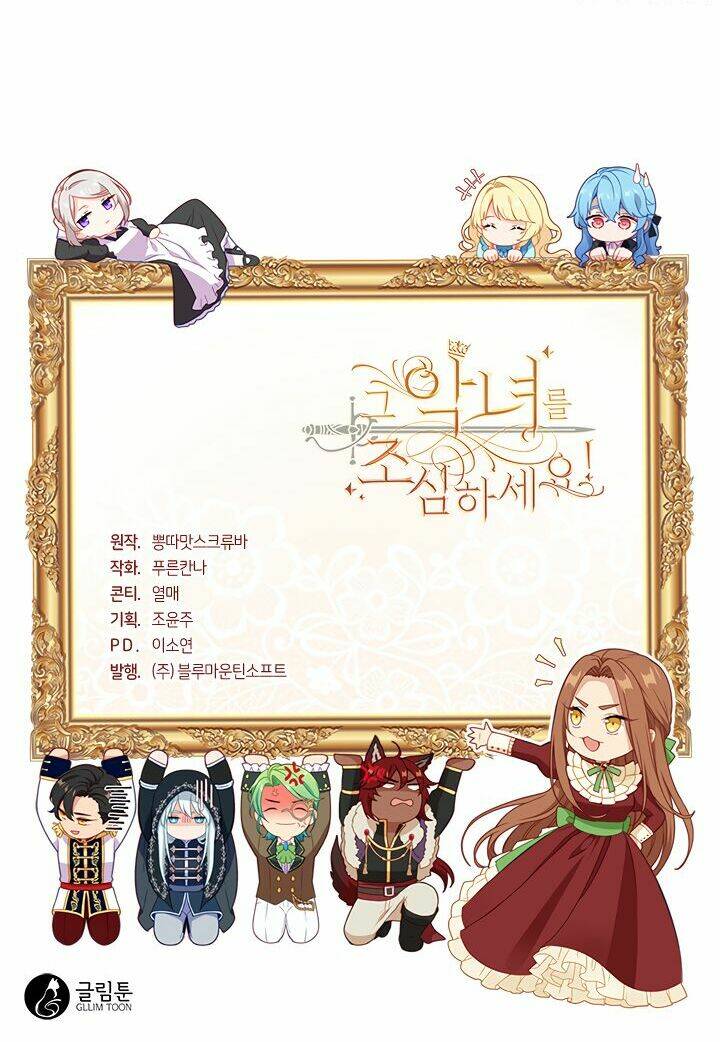 그 악녀를
조심하세요!
원작. 뽕따맛스크류바
작화. 푸른칸나
콘티. 열매
기획. 조윤주
PD. 이소연
발행. (주)블루마운틴소프트
글림툰
GLLIM TOON